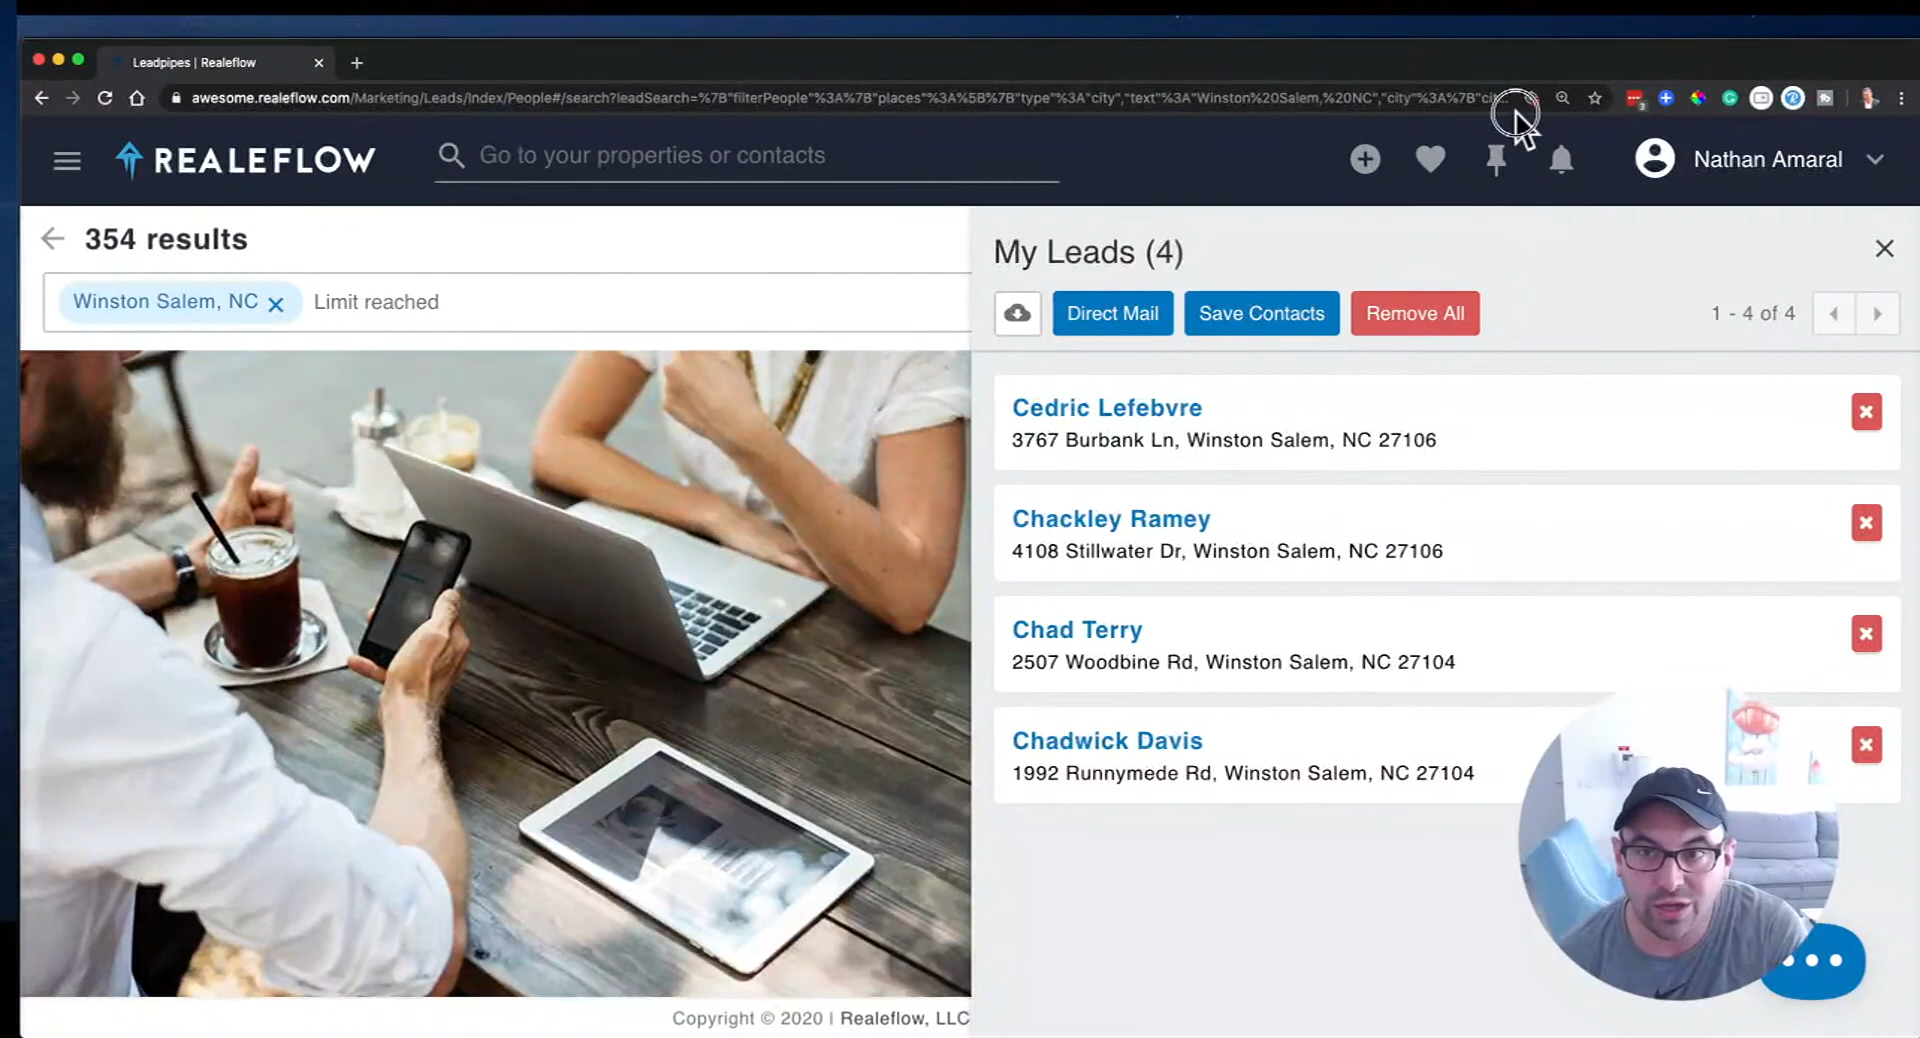 Leadpipes | Realeflow
awesome.realeflow.com/Marketing/Leads/Index/People#/search?leadSearch=%7B"filterPeople"%3A%7B"places"%3A%5B%7B"type"%3A"city","text"%3A"Winston%20Salem,%20NC","city"%3A%7B"cit...
3
REALEFLOW
Go to your properties or contacts
Nathan Amaral
354 results
Winston Salem, NC
Limit reached
My Leads (4)
Direct Mail
Save Contacts
Remove All
1 - 4 of 4
Cedric Lefebvre
3767 Burbank Ln, Winston Salem, NC 27106
Chackley Ramey
4108 Stillwater Dr, Winston Salem, NC 27106
Chad Terry
2507 Woodbine Rd, Winston Salem, NC 27104
Chadwick Davis
1992 Runnymede Rd, Winston Salem, NC 27104
Copyright © 2020 | Realeflow, LLC